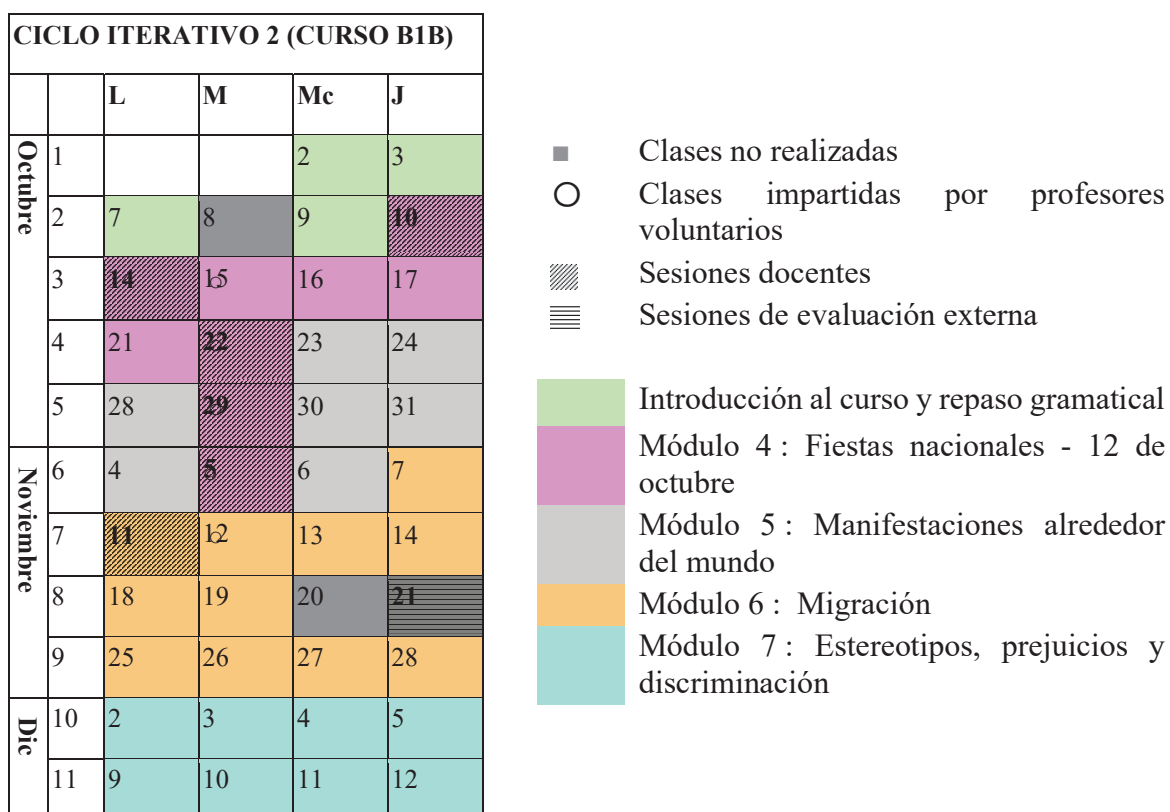 CICLO ITERATIVO 2 (CURSO B1B)
L M Mc J
Octubre
1 2 3
2 7 8 9 10
3 14 15 16 17
4 21 22 23 24
5 28 29 30 31
Noviembre
6 4 5 6 7
7 11 12 13 14
8 18 19 20 21
9 25 26 27 28
Dic
10 2 3 4 5
11 9 10 11 12
Clases no realizadas
Clases impartidas por profesores
voluntarios
Sesiones docentes
Sesiones de evaluación externa
Introducción al curso y repaso gramatical
Módulo 4 : Fiestas nacionales - 12 de
octubre
Módulo 5 : Manifestaciones alrededor
del mundo
Módulo 6 : Migración
Módulo 7 : Estereotipos, prejuicios y
discriminación